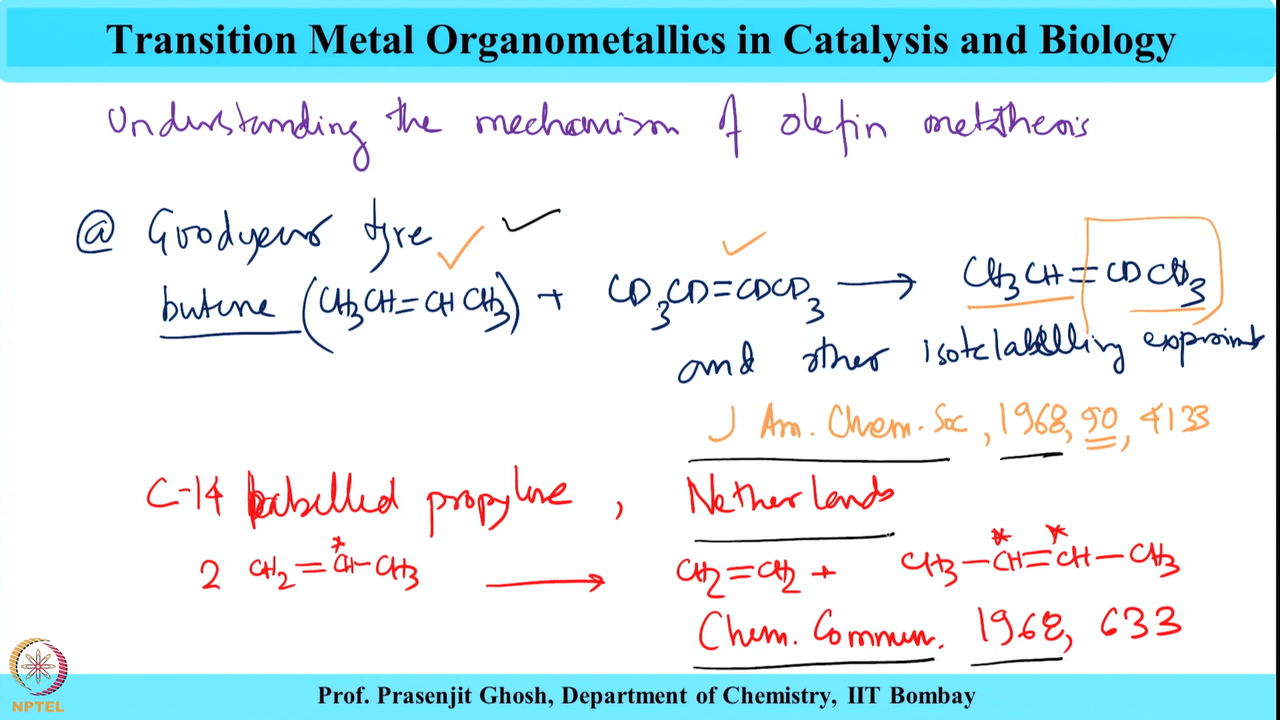 Transition Metal Organometallics in Catalysis and Biology
Understanding the mechanism of olefin metathesis
@ Goodyear tyre
butene (CH3CH=CHCH3) + CD3CD=CDCD3 → CH3CH=CDCD3
and other isotclabelling expriments
J Am. Chem. Soc, 1968, 90, 4133
C-14 labelled propylene, Netherlands
2 CH2=C*H-CH3 → CH2=CH2 + CH3-C*H=C*H-CH3
Chem. Commun. 1968, 633
NPTEL
Prof. Prasenjit Ghosh, Department of Chemistry, IIT Bombay